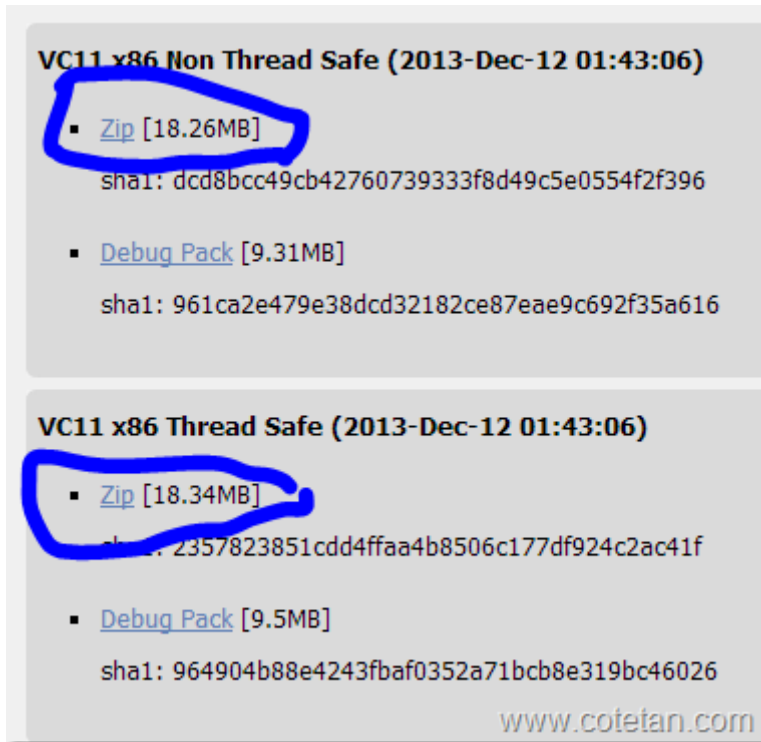 VC11 x86 Non Thread Safe (2013-Dec-12 01:43:06)
Zip [18.26MB]
sha1: dcd8bcc49cb42760739333f8d49c5e0554f2f396
Debug Pack [9.31MB]
sha1: 961ca2e479e38dcd32182ce87eae9c692f35a616
VC11 x86 Thread Safe (2013-Dec-12 01:43:06)
Zip [18.34MB]
sha1: 2357823851cdd4ffaa4b8506c177df924c2ac41f
Debug Pack [9.5MB]
sha1: 964904b88e4243fbaf0352a71bcb8e319bc46026
www.cotetan.com